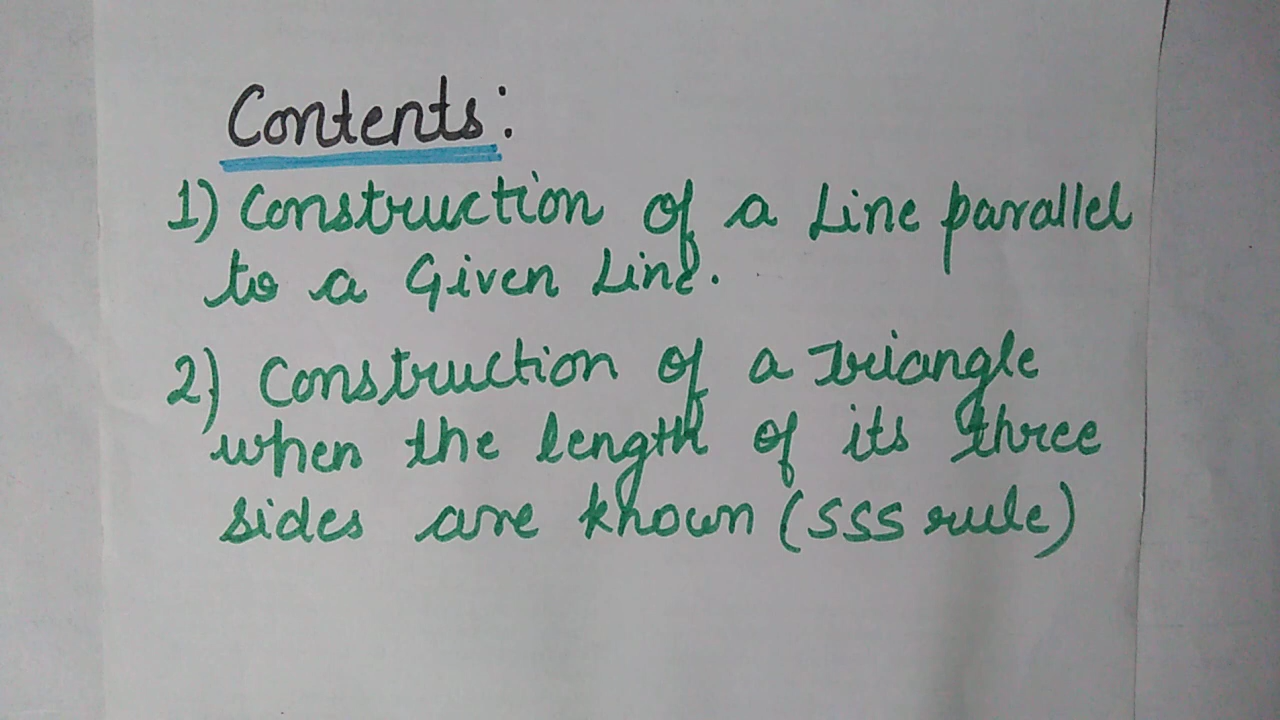 Contents:
1) Construction of a Line parallel
to a Given Line.
2) Construction of a Triangle
when the length of its three
sides are known (SSS rule)